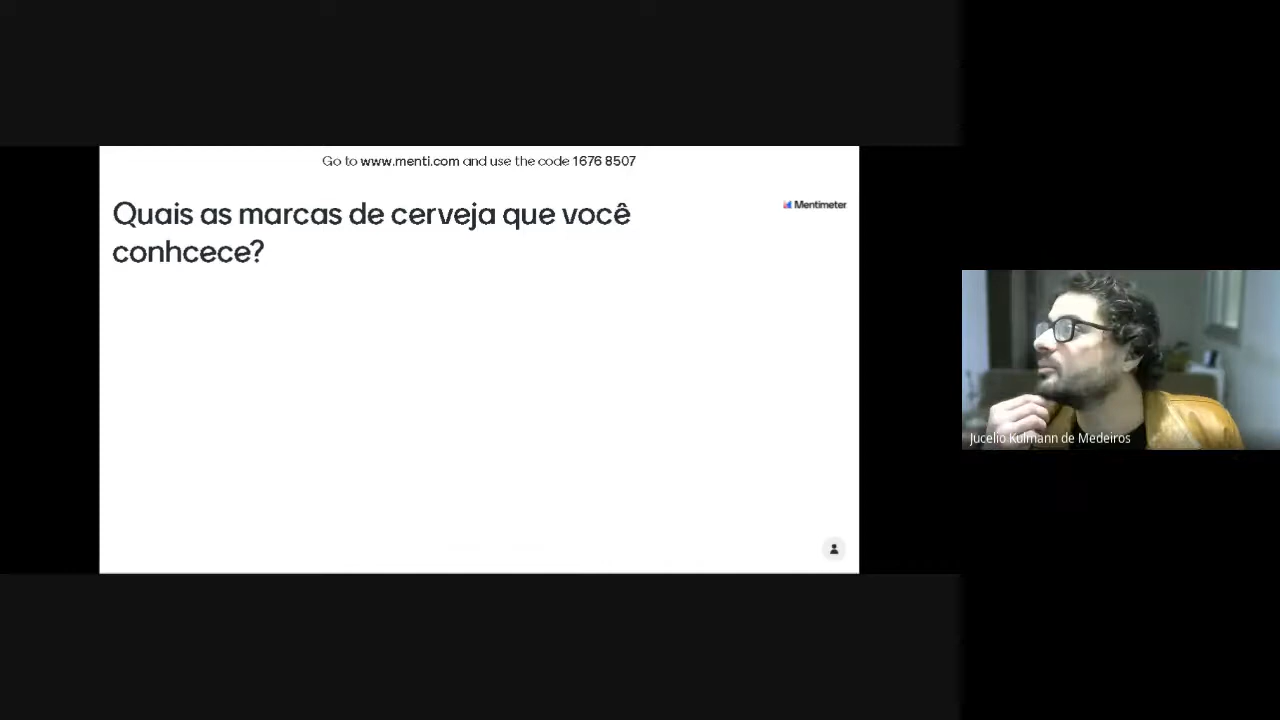 Go to www.menti.com and use the code 1676 8507
Quais as marcas de cerveja que você
conhcece?
Mentimeter
Jucelio Kulmann de Medeiros